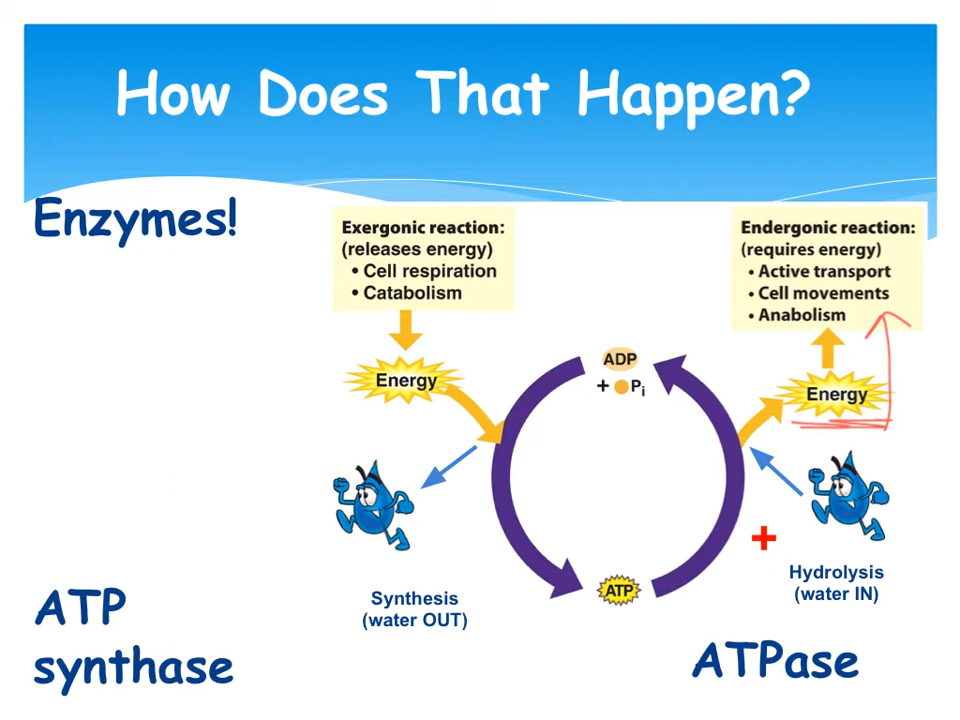 How Does That Happen?
Enzymes!
Exergonic reaction:
(releases energy)
• Cell respiration
• Catabolism
Energy
Endergonic reaction:
(requires energy)
• Active transport
• Cell movements
• Anabolism
Energy
ADP
+ Pi
ATP
+
Synthesis
(water OUT)
Hydrolysis
(water IN)
ATP
synthase
ATPase